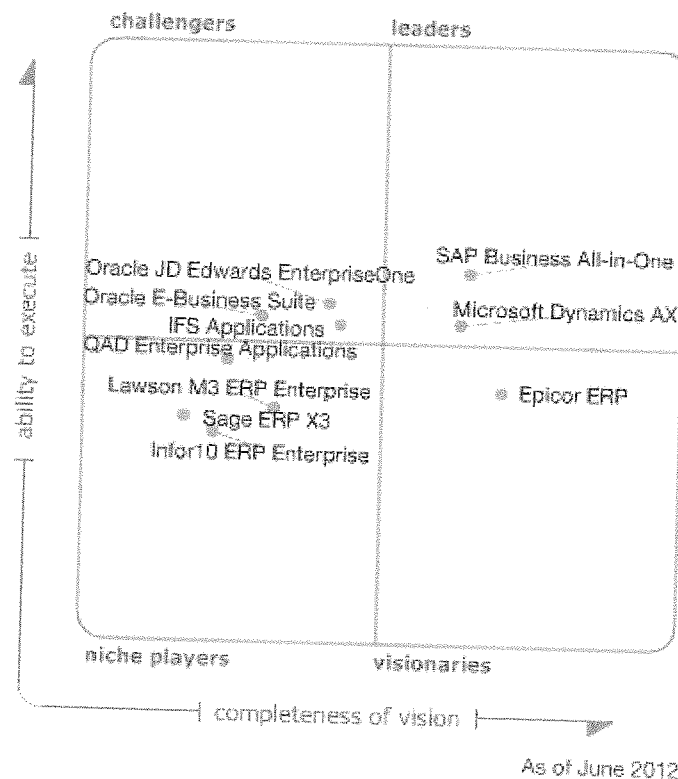 challengers
leaders
ability to execute
SAP Business All-in-One
Oracle JD Edwards EnterpriseOne
Oracle E-Business Suite
Microsoft Dynamics AX
IFS Applications
QAD Enterprise Applications
Lawson M3 ERP Enterprise
Epicor ERP
Sage ERP X3
Infor10 ERP Enterprise
niche players
visionaries
completeness of vision
As of June 2012